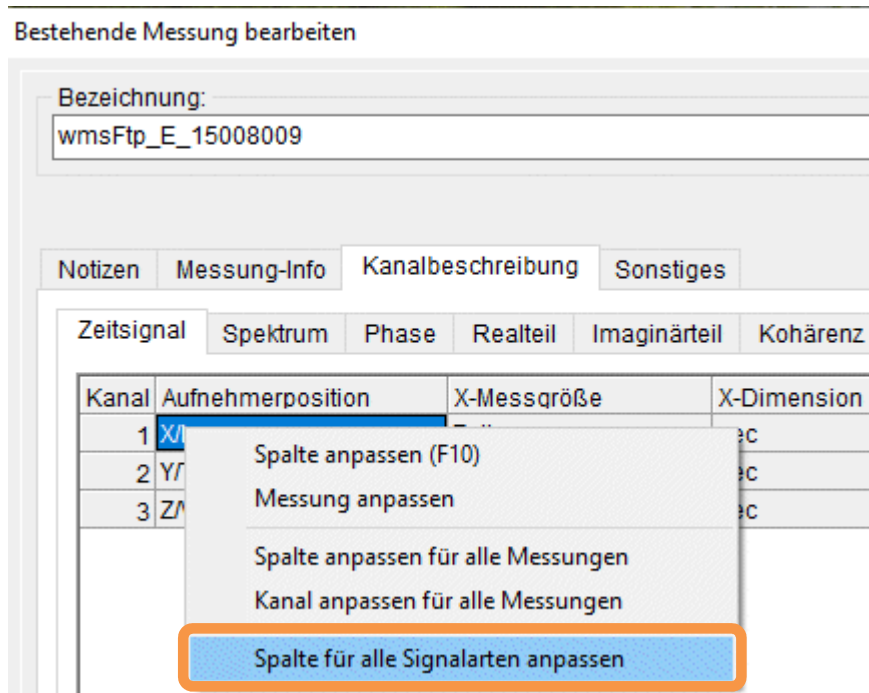 Bestehende Messung bearbeiten
Bezeichnung:
wmsFtp_E_15008009
Notizen Messung-Info Kanalbeschreibung Sonstiges
Zeitsignal Spektrum Phase Realteil Imaginärteil Kohärenz
Kanal Aufnehmerposition X-Messgröße X-Dimension
1
2
3
Spalte anpassen (F10)
Messung anpassen
Spalte anpassen für alle Messungen
Kanal anpassen für alle Messungen
Spalte für alle Signalarten anpassen